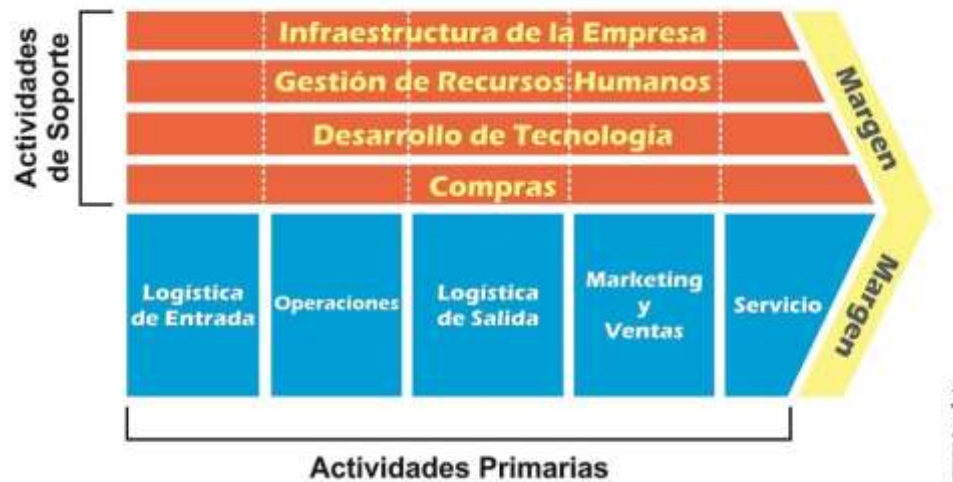 Actividades
de Soporte
Infraestructura de la Empresa
Gestión de Recursos Humanos
Desarrollo de Tecnología
Compras
Margen
Logística
de Entrada
Operaciones
Logística
de Salida
Marketing
y
Ventas
Servicio
Margen
Actividades Primarias